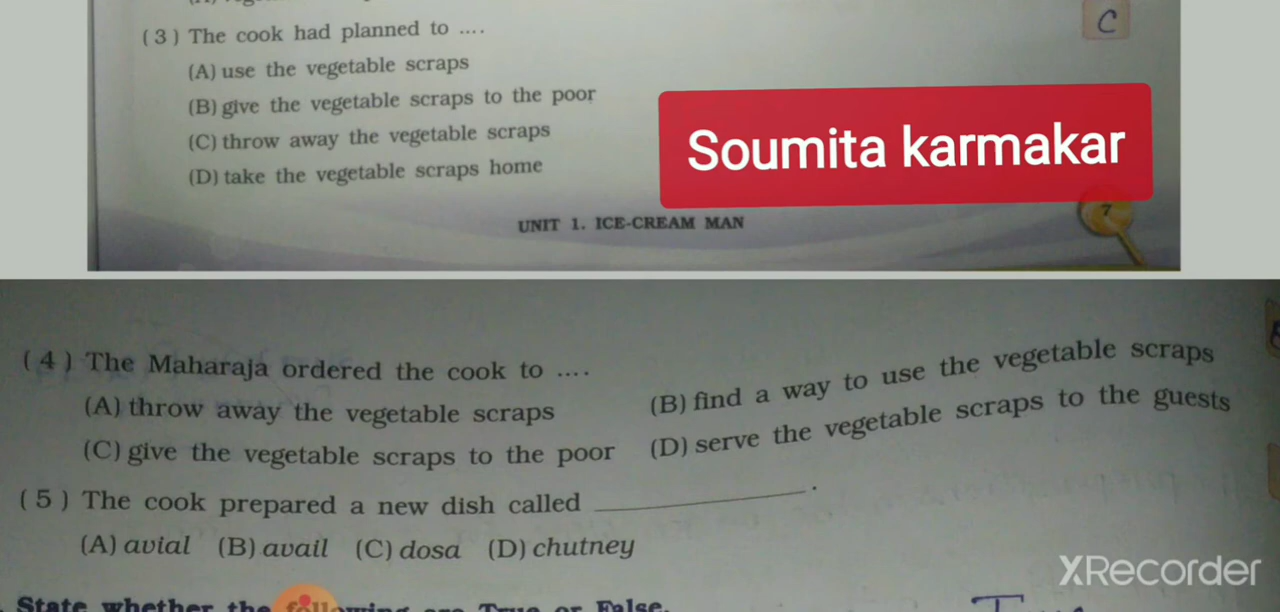 (3) The cook had planned to ....
C
(A) use the vegetable scraps
(B) give the vegetable scraps to the poor
(C) throw away the vegetable scraps
(D) take the vegetable scraps home
Soumita karmakar
UNIT 1. ICE-CREAM MAN
7
(4) The Maharaja ordered the cook to ....
(A) throw away the vegetable scraps (B) find a way to use the vegetable scraps
(C) give the vegetable scraps to the poor (D) serve the vegetable scraps to the guests
(5) The cook prepared a new dish called ________.
(A) avial (B) avail (C) dosa (D) chutney
XRecorder
State whether the following are True or False.